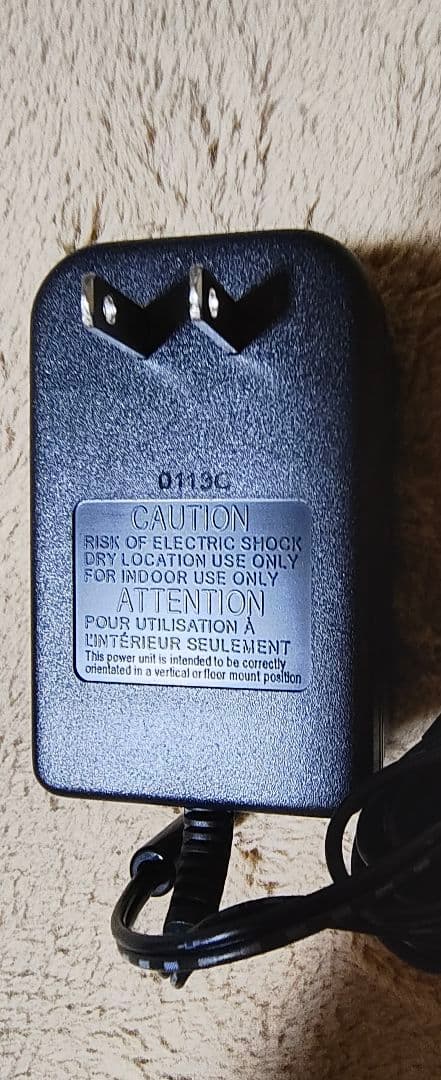 0113C
CAUTION
RISK OF ELECTRIC SHOCK
DRY LOCATION USE ONLY
FOR INDOOR USE ONLY
ATTENTION
POUR UTILISATION À
L'INTÉRIEUR SEULEMENT
This power unit is intended to be correctly
orientated in a vertical or floor mount position